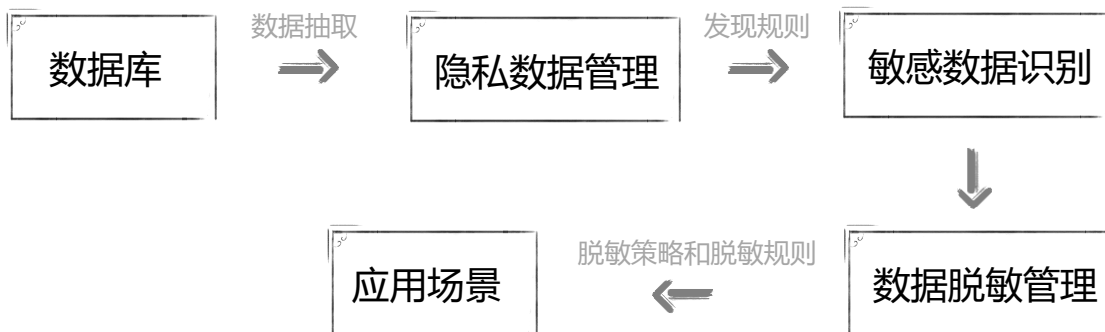 数据库
数据抽取
隐私数据管理
发现规则
敏感数据识别
数据脱敏管理
脱敏策略和脱敏规则
应用场景